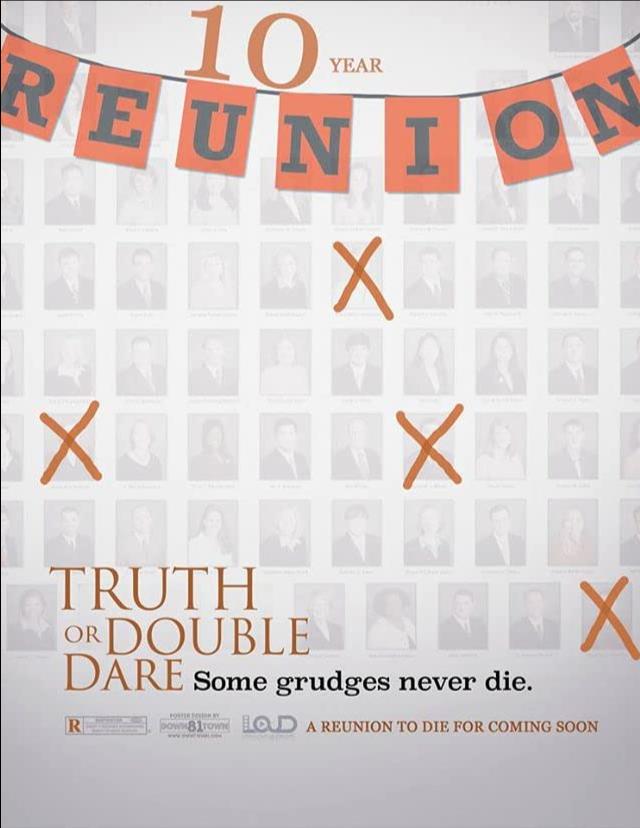 10 YEAR
REUNION
TRUTH
OR DOUBLE
DARE Some grudges never die.
R
POSTER DESIGN BY
DOWN81TOWN
LOUD
A REUNION TO DIE FOR COMING SOON